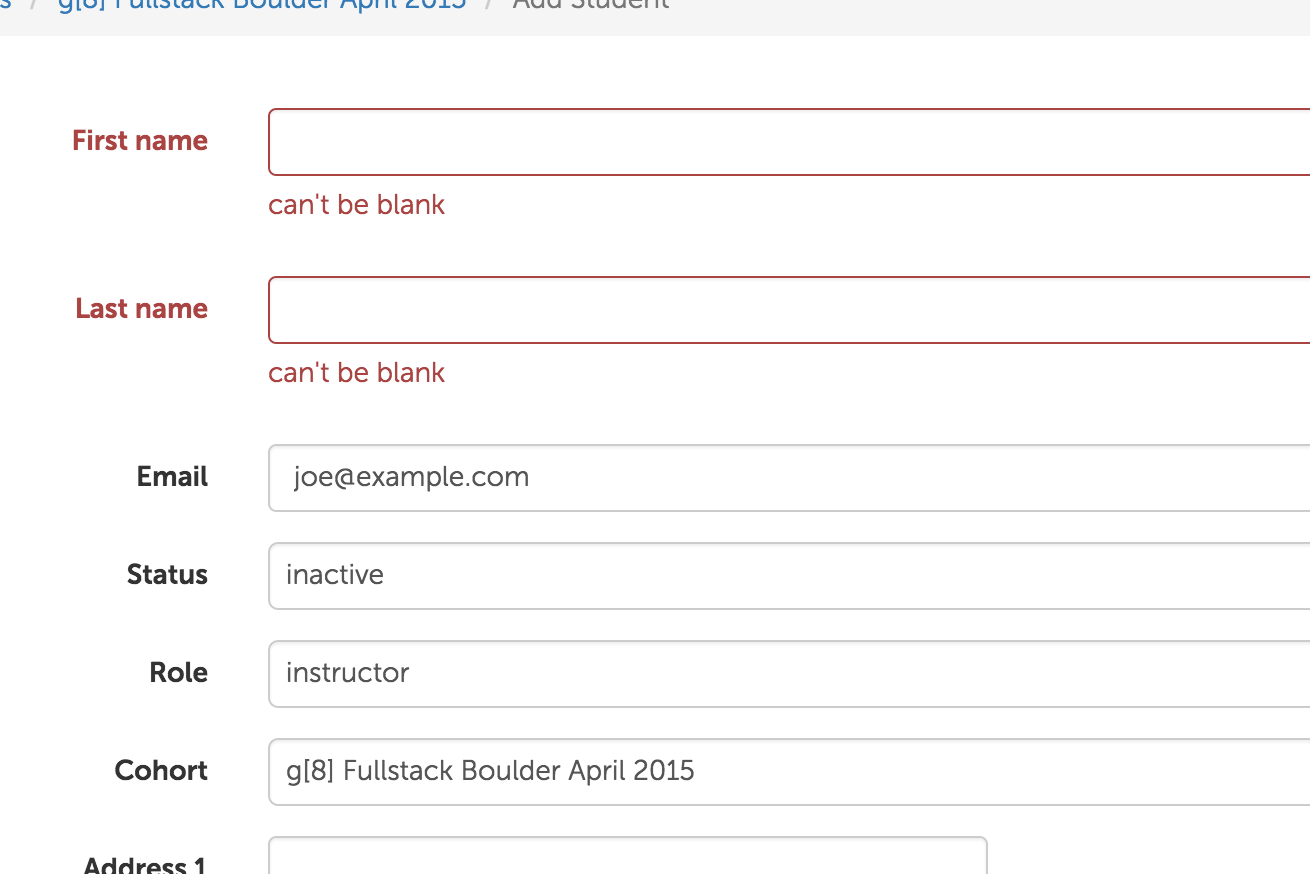 s / g[8] Fullstack Boulder April 2015 / Add Student
First name
can't be blank
Last name
can't be blank
Email joe@example.com
Status inactive
Role instructor
Cohort g[8] Fullstack Boulder April 2015
Address 1